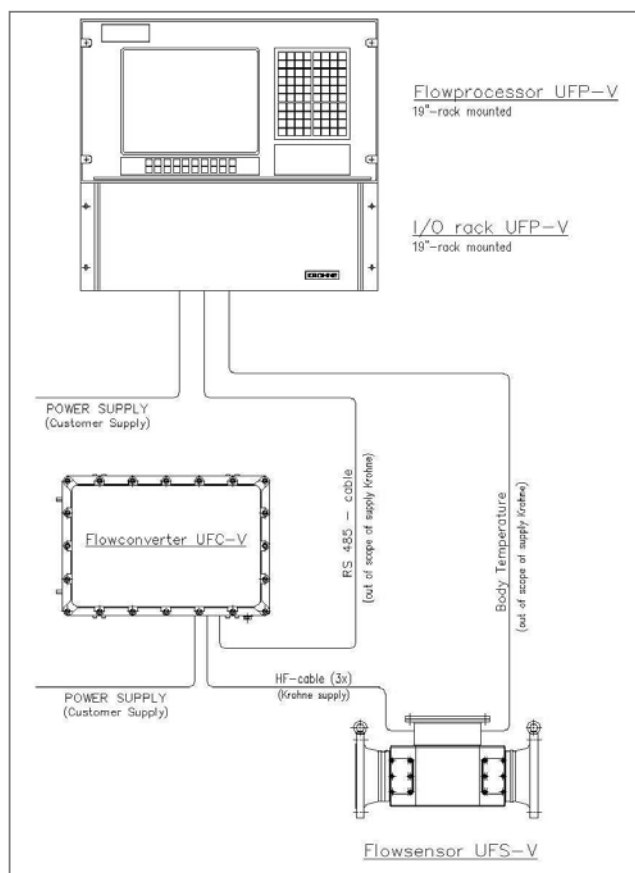 Flowprocessor UFP-V
19"-rack mounted
I/O rack UFP-V
19"-rack mounted
KROHNE
POWER SUPPLY
(Customer Supply)
RS 485 - cable
(out of scope of supply Krohne)
Body Temperature
(out of scope of supply Krohne)
Flowconverter UFC-V
HF-cable (3x)
(Krohne supply)
POWER SUPPLY
(Customer Supply)
Flowsensor UFS-V